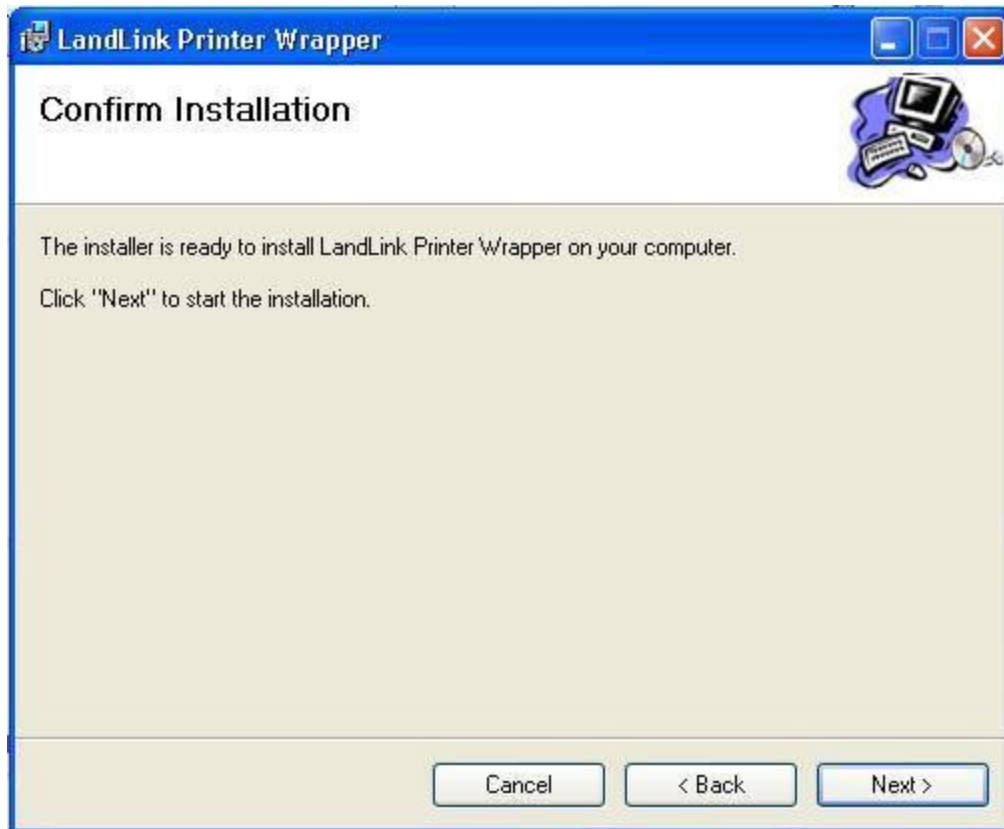 LandLink Printer Wrapper
Confirm Installation
The installer is ready to install LandLink Printer Wrapper on your computer.
Click "Next" to start the installation.
Cancel
< Back
Next >